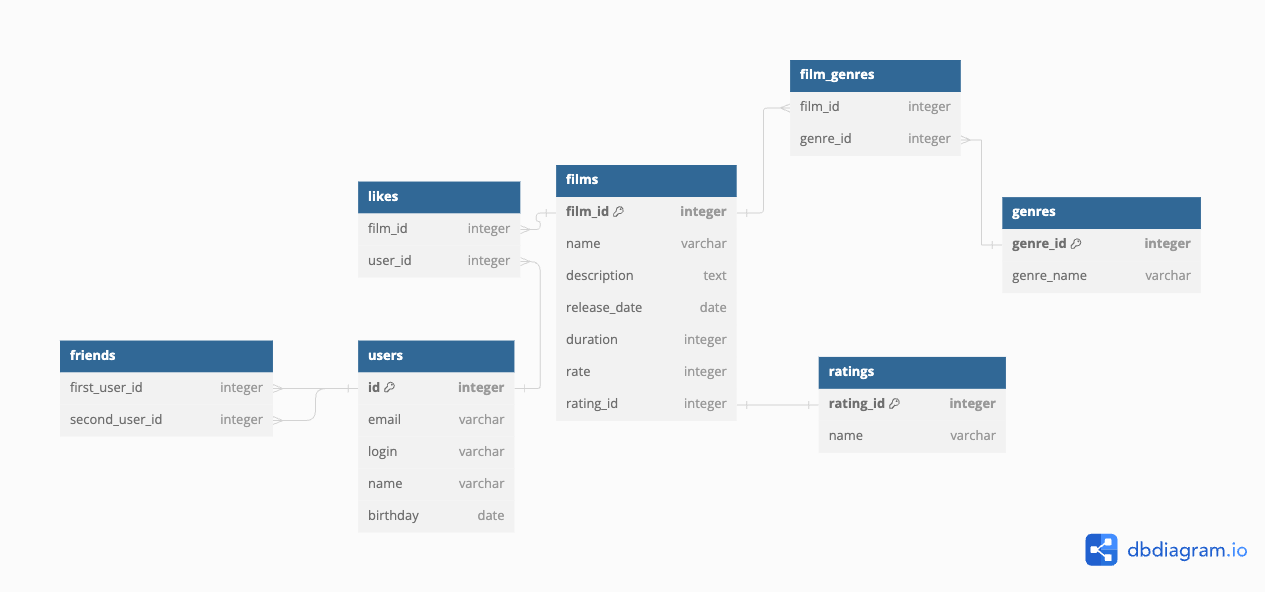 film_genres
film_id integer
genre_id integer
films
film_id integer
name varchar
description text
release_date date
duration integer
rate integer
rating_id integer
likes
film_id integer
user_id integer
genres
genre_id integer
genre_name varchar
friends
first_user_id integer
second_user_id integer
users
id integer
email varchar
login varchar
name varchar
birthday date
ratings
rating_id integer
name varchar
dbdiagram.io